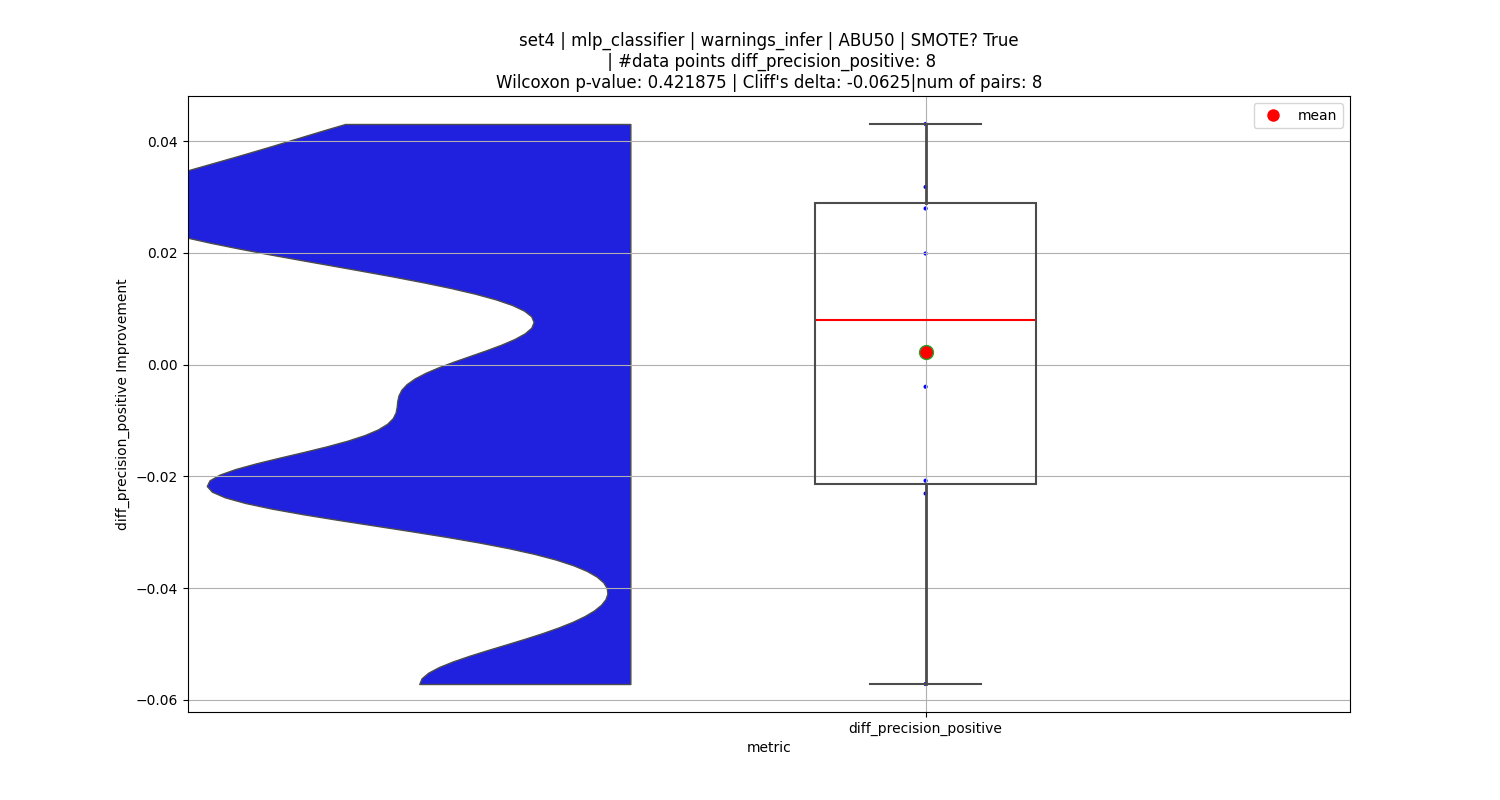 set4 | mlp_classifier | warnings_infer | ABU50 | SMOTE? True
| #data points diff_precision_positive: 8
Wilcoxon p-value: 0.421875 | Cliff's delta: -0.0625|num of pairs: 8
mean
0.04
0.02
0.00
−0.02
−0.04
−0.06
diff_precision_positive Improvement
diff_precision_positive
metric